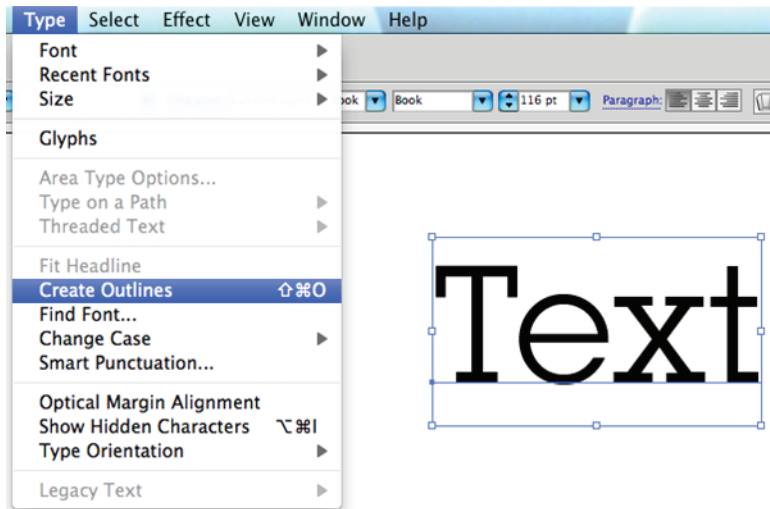 Type Select Effect View Window Help
Font
Recent Fonts
Size
Book 116 pt Paragraph:
Glyphs
Area Type Options...
Type on a Path
Threaded Text
Fit Headline
Create Outlines ⇧⌘O
Find Font...
Change Case
Smart Punctuation...
Optical Margin Alignment
Show Hidden Characters ⌥⌘I
Type Orientation
Legacy Text
Text